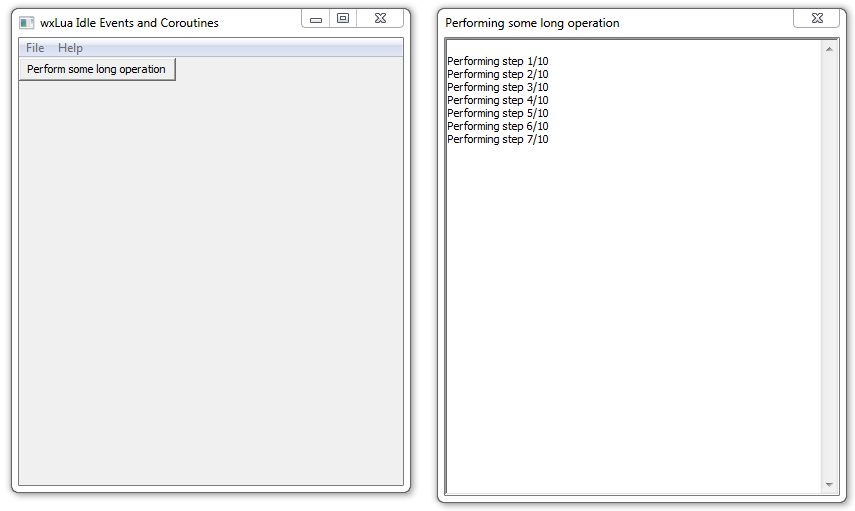 wxLua Idle Events and Coroutines
File Help
Perform some long operation
Performing some long operation
Performing step 1/10
Performing step 2/10
Performing step 3/10
Performing step 4/10
Performing step 5/10
Performing step 6/10
Performing step 7/10